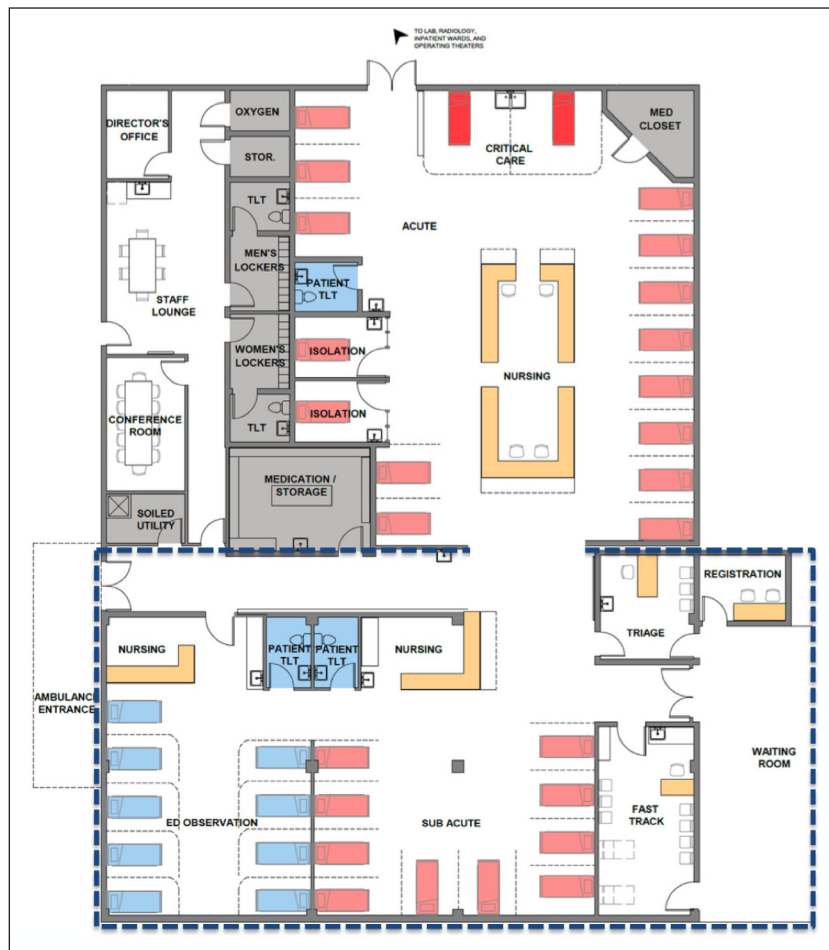 TO LAB, RADIOLOGY,
INPATIENT WARDS, AND
OPERATING THEATERS
DIRECTOR'S
OFFICE
OXYGEN
STOR.
CRITICAL
CARE
MED
CLOSET
TLT
ACUTE
MEN'S
LOCKERS
PATIENT
TLT
STAFF
LOUNGE
WOMEN'S
LOCKERS
ISOLATION
NURSING
ISOLATION
CONFERENCE
ROOM
TLT
MEDICATION /
STORAGE
SOILED
UTILITY
REGISTRATION
TRIAGE
NURSING
PATIENT
TLT
PATIENT
TLT
NURSING
AMBULANCE
ENTRANCE
WAITING
ROOM
FAST
TRACK
ED OBSERVATION
SUB ACUTE